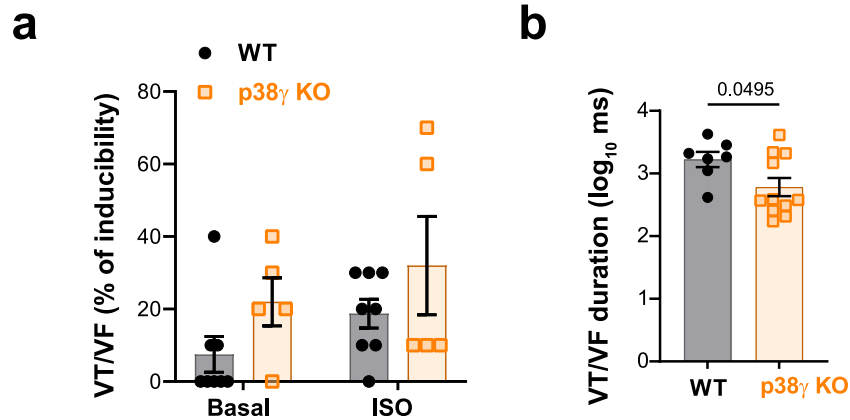 a
WT
p38γ KO
VT/VF (% of inducibility)
80
60
40
20
0
Basal
ISO
b
0.0495
VT/VF duration (log10 ms)
4
3
2
1
0
WT
p38γ KO